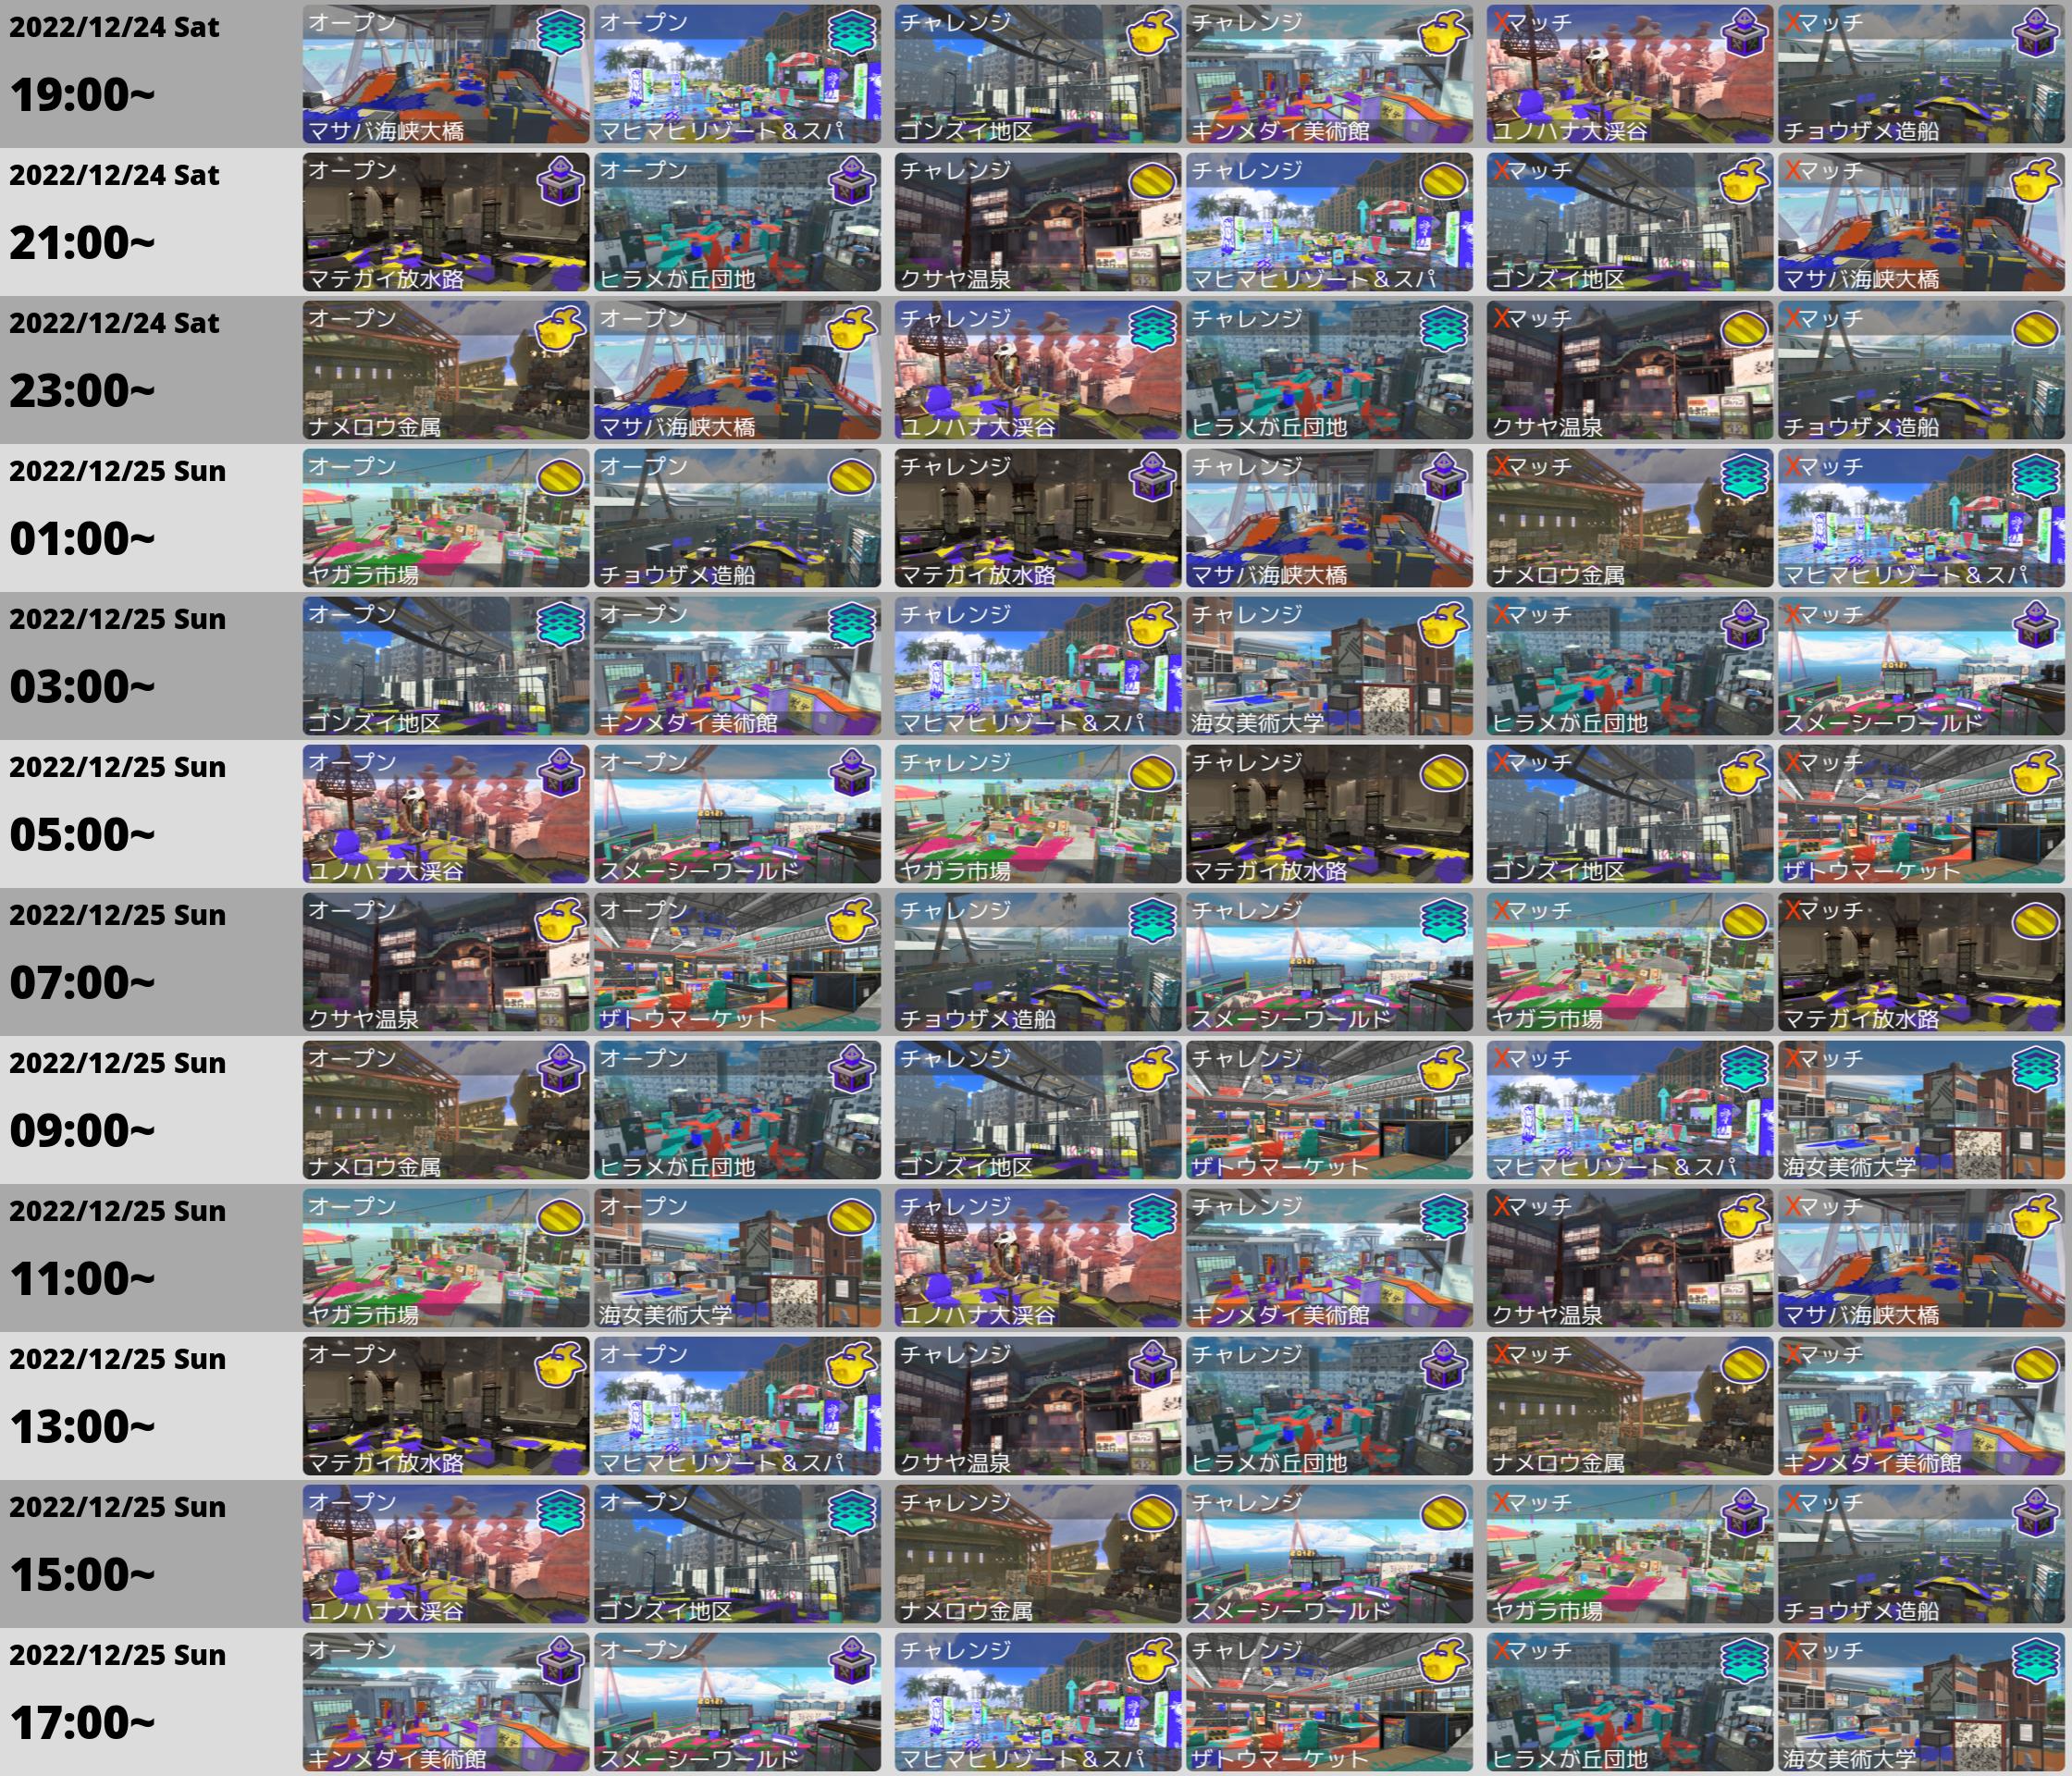 2022/12/24 Sat
19:00~
オープン オープン チャレンジ チャレンジ Xマッチ Xマッチ
マサバ海峡大橋 マヒマヒリゾート＆スパ ゴンズイ地区 キンメダイ美術館 ユノハナ大渓谷 チョウザメ造船
2022/12/24 Sat
21:00~
オープン オープン チャレンジ チャレンジ Xマッチ Xマッチ
マテガイ放水路 ヒラメが丘団地 クサヤ温泉 マヒマヒリゾート＆スパ ゴンズイ地区 マサバ海峡大橋
2022/12/24 Sat
23:00~
オープン オープン チャレンジ チャレンジ Xマッチ Xマッチ
ナメロウ金属 マサバ海峡大橋 ユノハナ大渓谷 ヒラメが丘団地 クサヤ温泉 チョウザメ造船
2022/12/25 Sun
01:00~
オープン オープン チャレンジ チャレンジ Xマッチ Xマッチ
ヤガラ市場 チョウザメ造船 マテガイ放水路 マサバ海峡大橋 ナメロウ金属 マヒマヒリゾート＆スパ
2022/12/25 Sun
03:00~
オープン オープン チャレンジ チャレンジ Xマッチ Xマッチ
ゴンズイ地区 キンメダイ美術館 マヒマヒリゾート＆スパ 海女美術大学 ヒラメが丘団地 スメーシーワールド
2022/12/25 Sun
05:00~
オープン オープン チャレンジ チャレンジ Xマッチ Xマッチ
ユノハナ大渓谷 スメーシーワールド ヤガラ市場 マテガイ放水路 ゴンズイ地区 ザトウマーケット
2022/12/25 Sun
07:00~
オープン オープン チャレンジ チャレンジ Xマッチ Xマッチ
クサヤ温泉 ザトウマーケット チョウザメ造船 スメーシーワールド ヤガラ市場 マテガイ放水路
2022/12/25 Sun
09:00~
オープン オープン チャレンジ チャレンジ Xマッチ Xマッチ
ナメロウ金属 ヒラメが丘団地 ゴンズイ地区 ザトウマーケット マヒマヒリゾート＆スパ 海女美術大学
2022/12/25 Sun
11:00~
オープン オープン チャレンジ チャレンジ Xマッチ Xマッチ
ヤガラ市場 海女美術大学 ユノハナ大渓谷 キンメダイ美術館 クサヤ温泉 マサバ海峡大橋
2022/12/25 Sun
13:00~
オープン オープン チャレンジ チャレンジ Xマッチ Xマッチ
マテガイ放水路 マヒマヒリゾート＆スパ クサヤ温泉 ヒラメが丘団地 ナメロウ金属 キンメダイ美術館
2022/12/25 Sun
15:00~
オープン オープン チャレンジ チャレンジ Xマッチ Xマッチ
ユノハナ大渓谷 ゴンズイ地区 ナメロウ金属 スメーシーワールド ヤガラ市場 チョウザメ造船
2022/12/25 Sun
17:00~
オープン オープン チャレンジ チャレンジ Xマッチ Xマッチ
キンメダイ美術館 スメーシーワールド マヒマヒリゾート＆スパ ザトウマーケット ヒラメが丘団地 海女美術大学